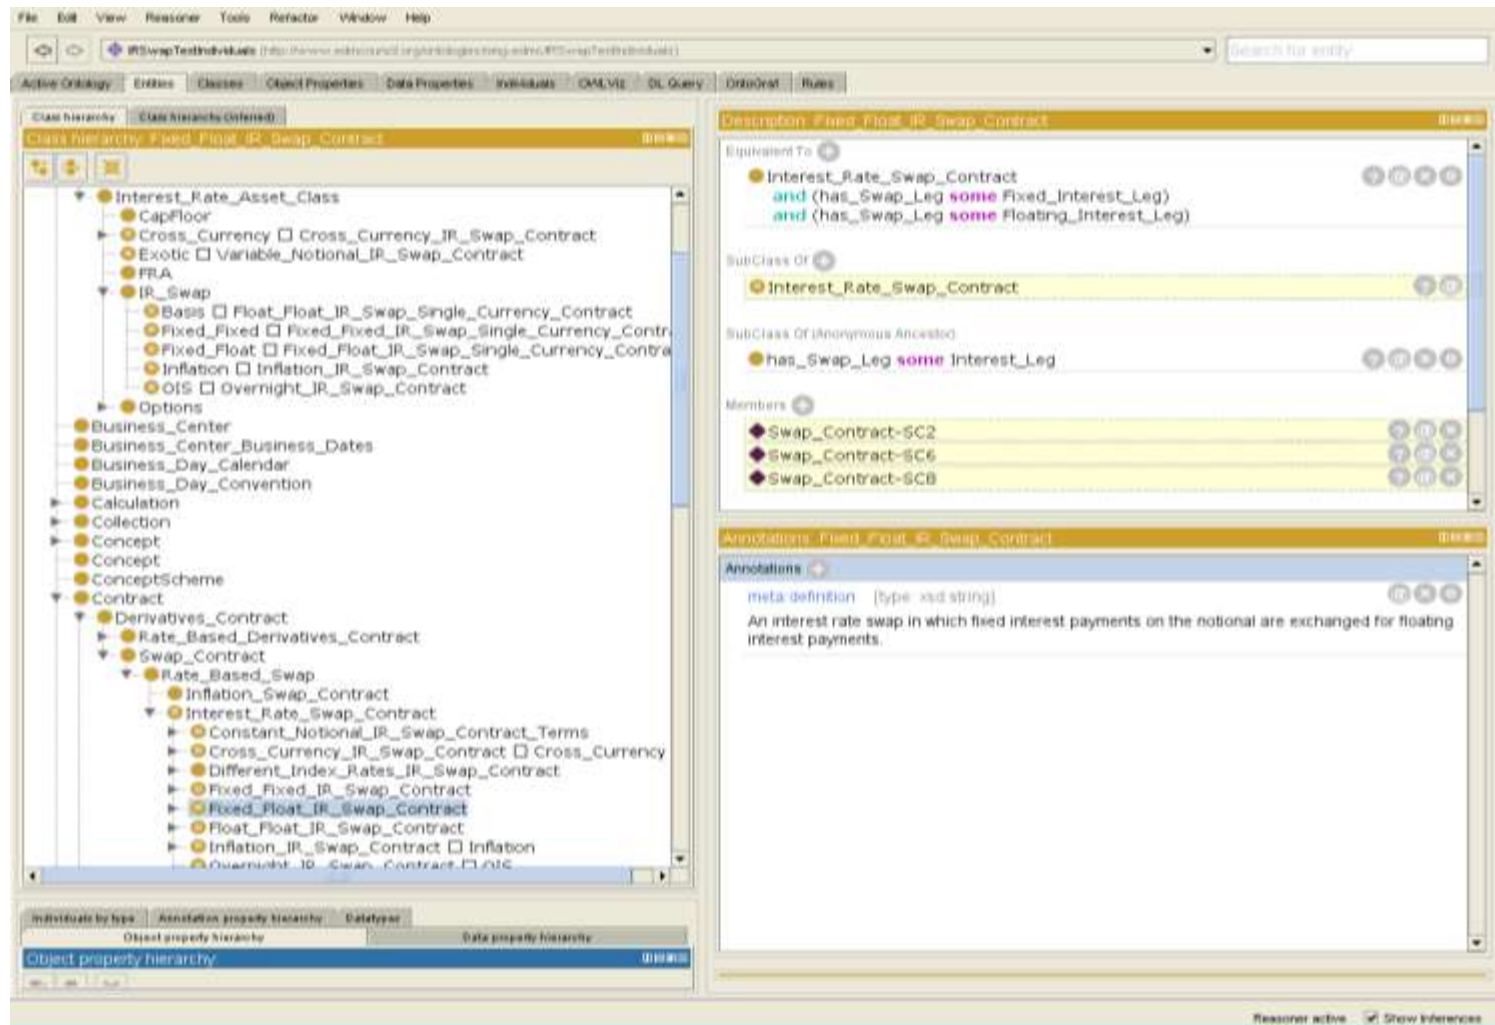 File Edit View Reasoner Tools Refactor Window Help
IRSwapTestIndividuals
Search for entity
Active Ontology Entities Classes Object Properties Data Properties Individuals OWLViz DL Query OntoGraf Rules
Class hierarchy Class hierarchy (inferred)
Class hierarchy: Fixed_Float_IR_Swap_Contract
Interest_Rate_Asset_Class
CapFloor
Cross_Currency □ Cross_Currency_IR_Swap_Contract
Exotic □ Variable_Notional_IR_Swap_Contract
FRA
IR_Swap
Basis □ Float_Float_IR_Swap_Single_Currency_Contract
Fixed_Fixed □ Fixed_Fixed_IR_Swap_Single_Currency_Contr
Fixed_Float □ Fixed_Float_IR_Swap_Single_Currency_Contra
Inflation □ Inflation_IR_Swap_Contract
OIS □ Overnight_IR_Swap_Contract
Options
Business_Center
Business_Center_Business_Dates
Business_Day_Calendar
Business_Day_Convention
Calculation
Collection
Concept
Concept
ConceptScheme
Contract
Derivatives_Contract
Rate_Based_Derivatives_Contract
Swap_Contract
Rate_Based_Swap
Inflation_Swap_Contract
Interest_Rate_Swap_Contract
Constant_Notional_IR_Swap_Contract_Terms
Cross_Currency_IR_Swap_Contract □ Cross_Currency
Different_Index_Rates_IR_Swap_Contract
Fixed_Fixed_IR_Swap_Contract
Fixed_Float_IR_Swap_Contract
Float_Float_IR_Swap_Contract
Inflation_IR_Swap_Contract □ Inflation
Overnight_IR_Swap_Contract □ OIS
Individuals by type Annotation property hierarchy Datatypes
Object property hierarchy Data property hierarchy
Object property hierarchy:
Description: Fixed_Float_IR_Swap_Contract
Equivalent To
Interest_Rate_Swap_Contract
and (has_Swap_Leg some Fixed_Interest_Leg)
and (has_Swap_Leg some Floating_Interest_Leg)
SubClass Of
Interest_Rate_Swap_Contract
SubClass Of (Anonymous Ancestor)
has_Swap_Leg some Interest_Leg
Members
Swap_Contract-SC2
Swap_Contract-SC6
Swap_Contract-SC8
Annotations: Fixed_Float_IR_Swap_Contract
Annotations
meta:definition [type: xsd:string]
An interest rate swap in which fixed interest payments on the notional are exchanged for floating
interest payments.
Reasoner active Show Inferences